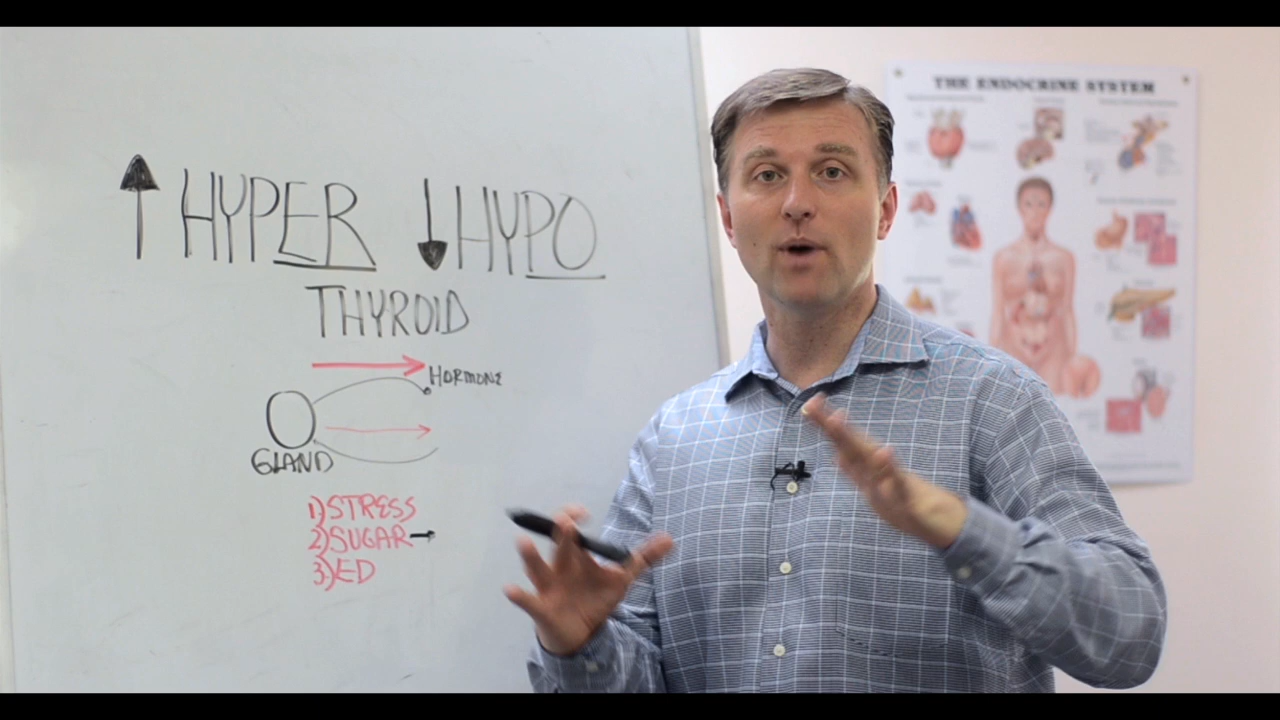 HYPER HYPO
THYROID
HORMONE
GLAND
1) STRESS
2) SUGAR
3.) ED
THE ENDOCRINE SYSTEM